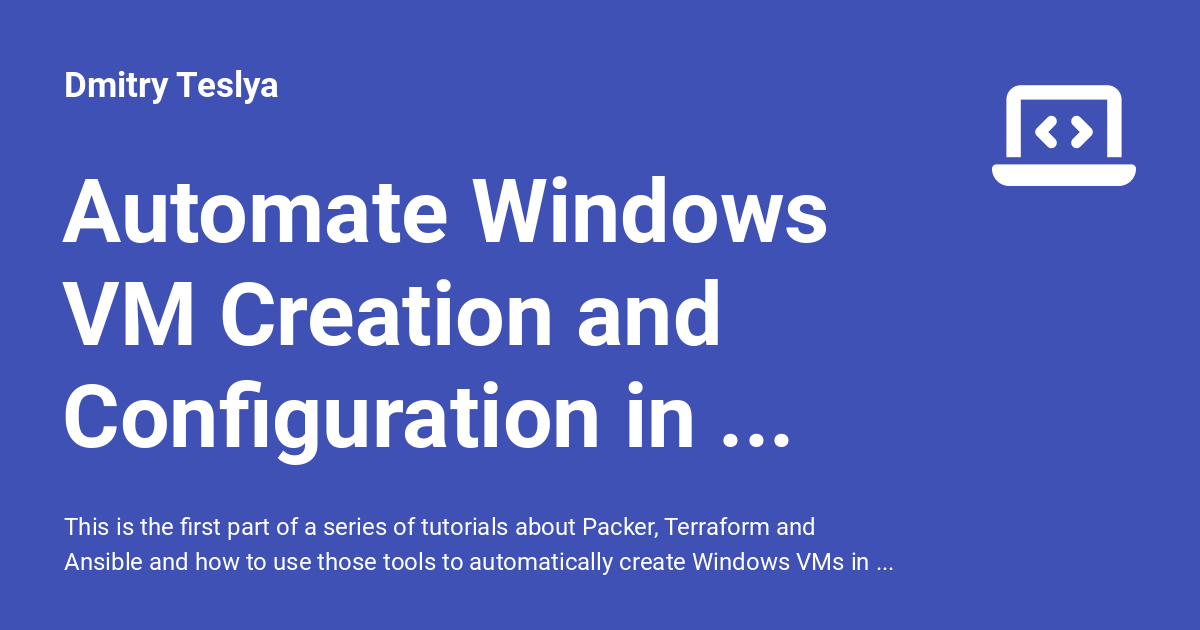 Dmitry Teslya
Automate Windows
VM Creation and
Configuration in ...
This is the first part of a series of tutorials about Packer, Terraform and
Ansible and how to use those tools to automatically create Windows VMs in ...